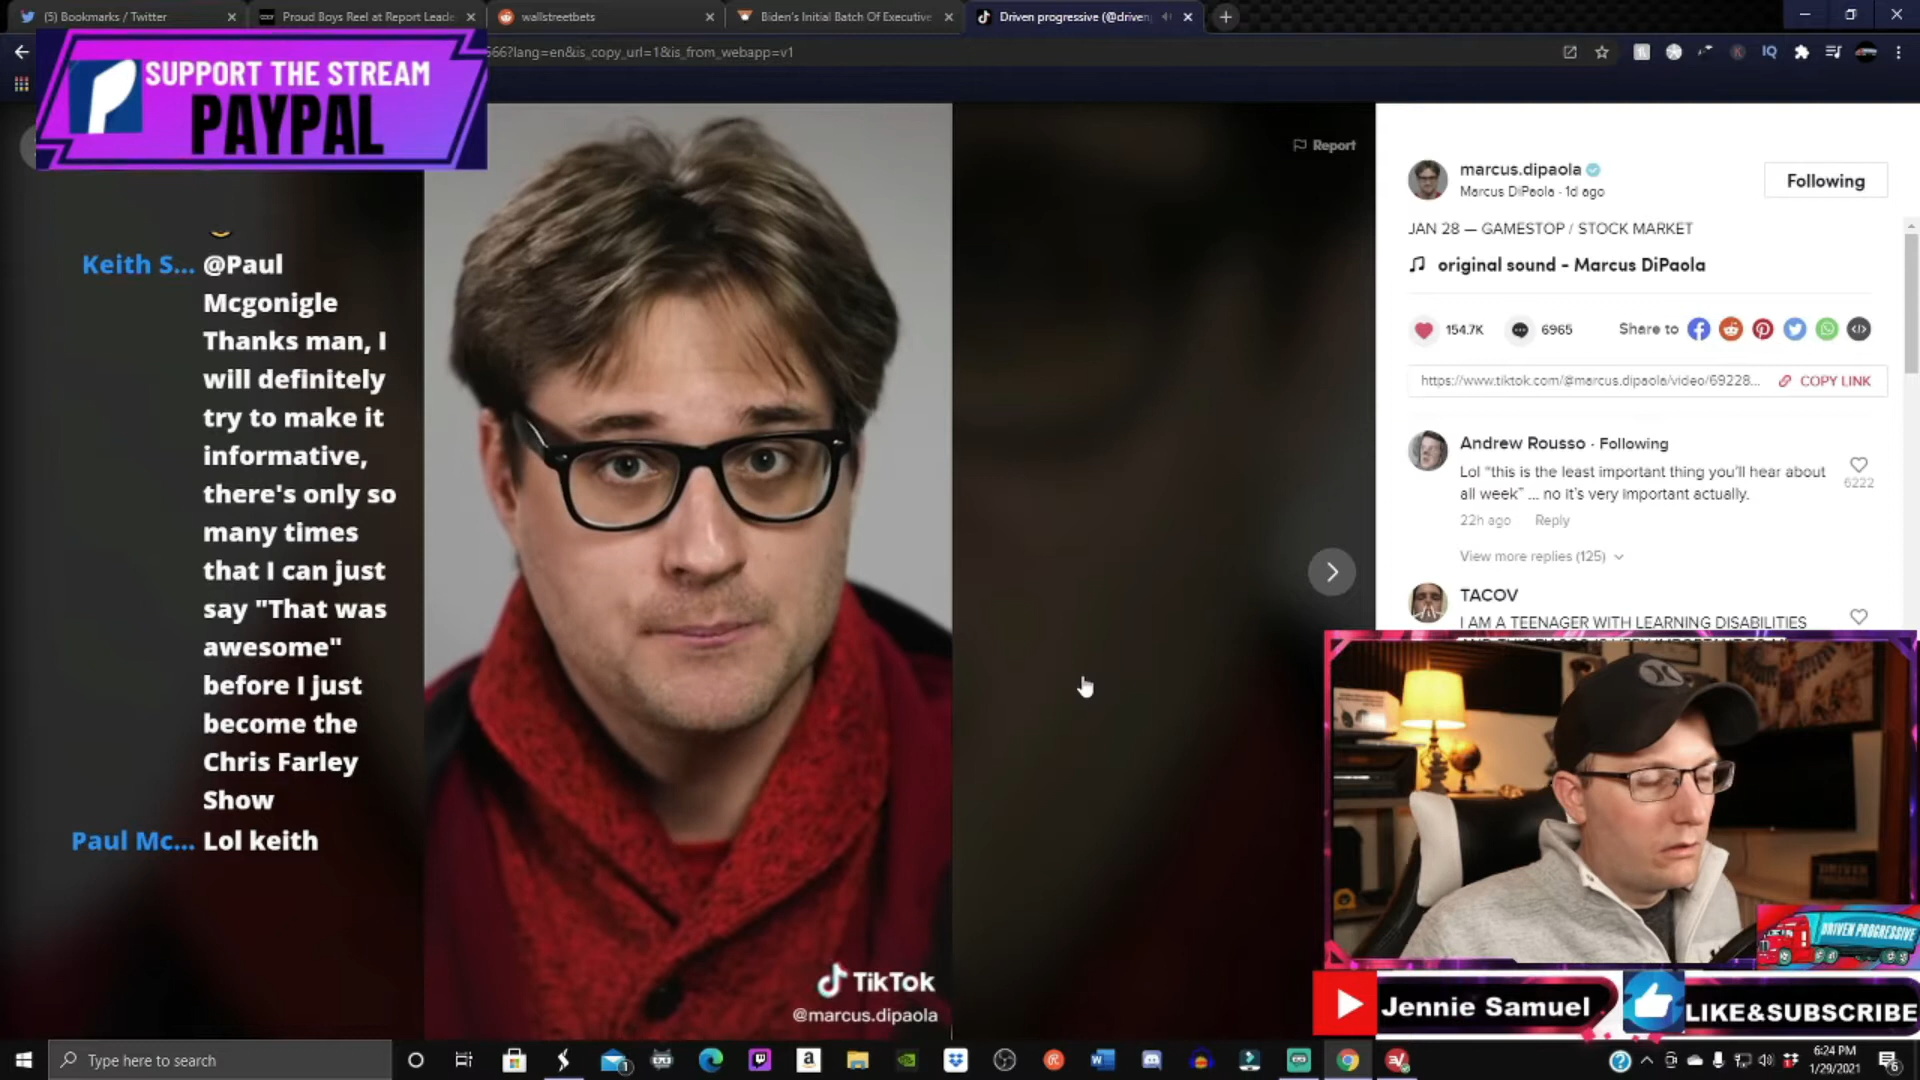 (5) Bookmarks / Twitter
Proud Boys Reel at Report Leade
wallstreetbets
Biden's Initial Batch Of Executive
Driven progressive (@driven
566?lang=en&is_copy_url=1&is_from_webapp=v1
SUPPORT THE STREAM
PAYPAL
Report
Keith S... @Paul
Mcgonigle
Thanks man, I
will definitely
try to make it
informative,
there's only so
many times
that I can just
say "That was
awesome"
before I just
become the
Chris Farley
Show
Paul Mc... Lol keith
TikTok
@marcus.dipaola
marcus.dipaola
Marcus DiPaola · 1d ago
Following
JAN 28 — GAMESTOP / STOCK MARKET
original sound - Marcus DiPaola
154.7K
6965
Share to
https://www.tiktok.com/@marcus.dipaola/video/69228...
COPY LINK
Andrew Rousso · Following
Lol "this is the least important thing you'll hear about
all week" ... no it's very important actually.
6222
22h ago Reply
View more replies (125)
TACOV
I AM A TEENAGER WITH LEARNING DISABILITIES
DRIVEN PROGRESSIVE
Jennie Samuel
LIKE&SUBSCRIBE
Type here to search
6:24 PM
1/29/2021